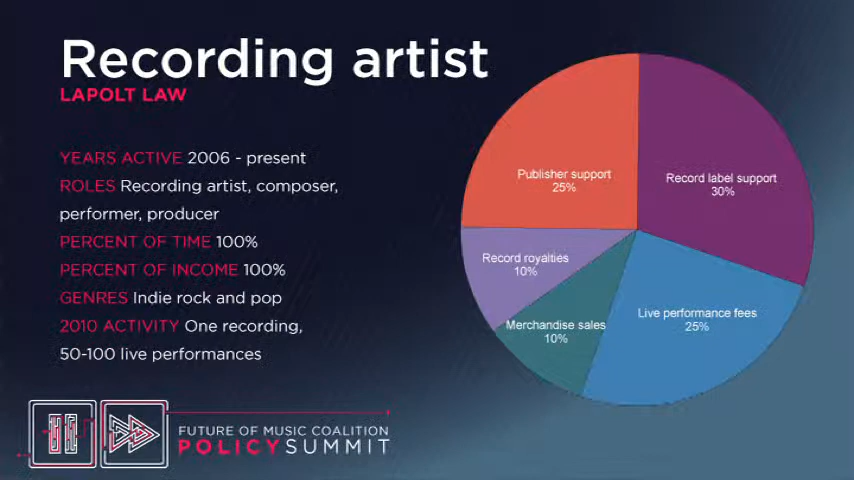 Recording artist
LAPOLT LAW
YEARS ACTIVE 2006 - present
ROLES Recording artist, composer,
performer, producer
PERCENT OF TIME 100%
PERCENT OF INCOME 100%
GENRES Indie rock and pop
2010 ACTIVITY One recording,
50-100 live performances
Publisher support
25%
Record label support
30%
Record royalties
10%
Live performance fees
25%
Merchandise sales
10%
FUTURE OF MUSIC COALITION
POLICY SUMMIT